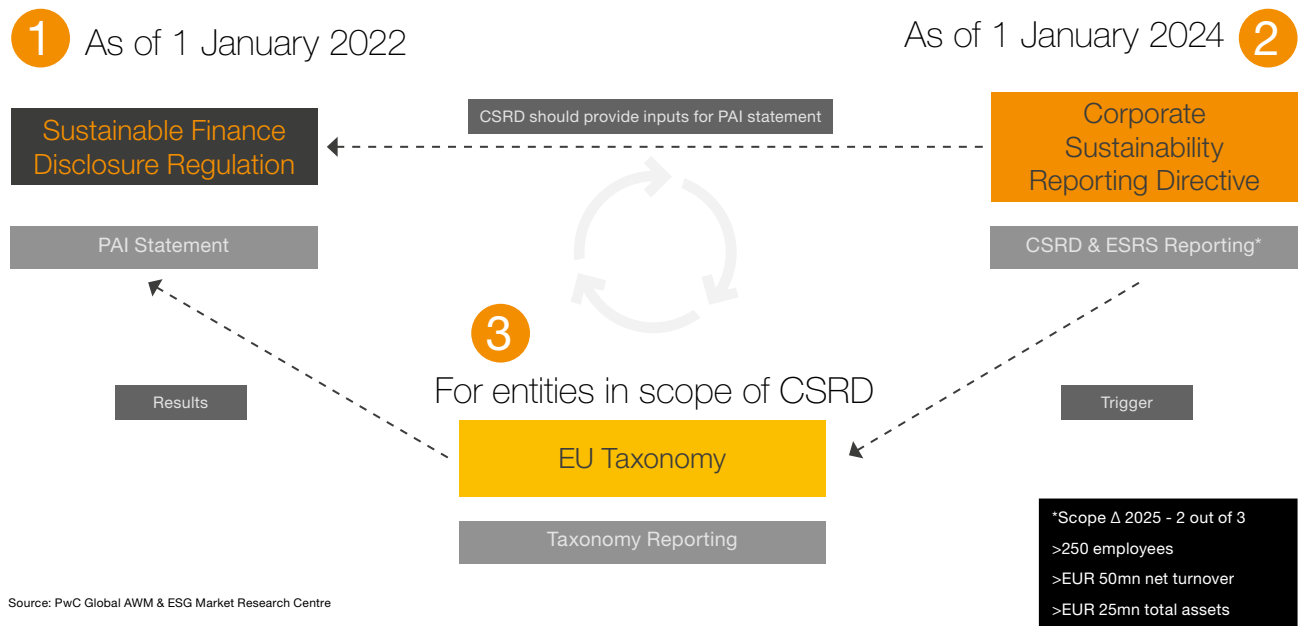 1
As of 1 January 2022
As of 1 January 2024
2
Sustainable Finance
Disclosure Regulation
CSRD should provide inputs for PAI statement
Corporate
Sustainability
Reporting Directive
PAI Statement
CSRD & ESRS Reporting*
3
For entities in scope of CSRD
Results
Trigger
EU Taxonomy
Taxonomy Reporting
*Scope Δ 2025 - 2 out of 3
>250 employees
>EUR 50mn net turnover
>EUR 25mn total assets
Source: PwC Global AWM & ESG Market Research Centre